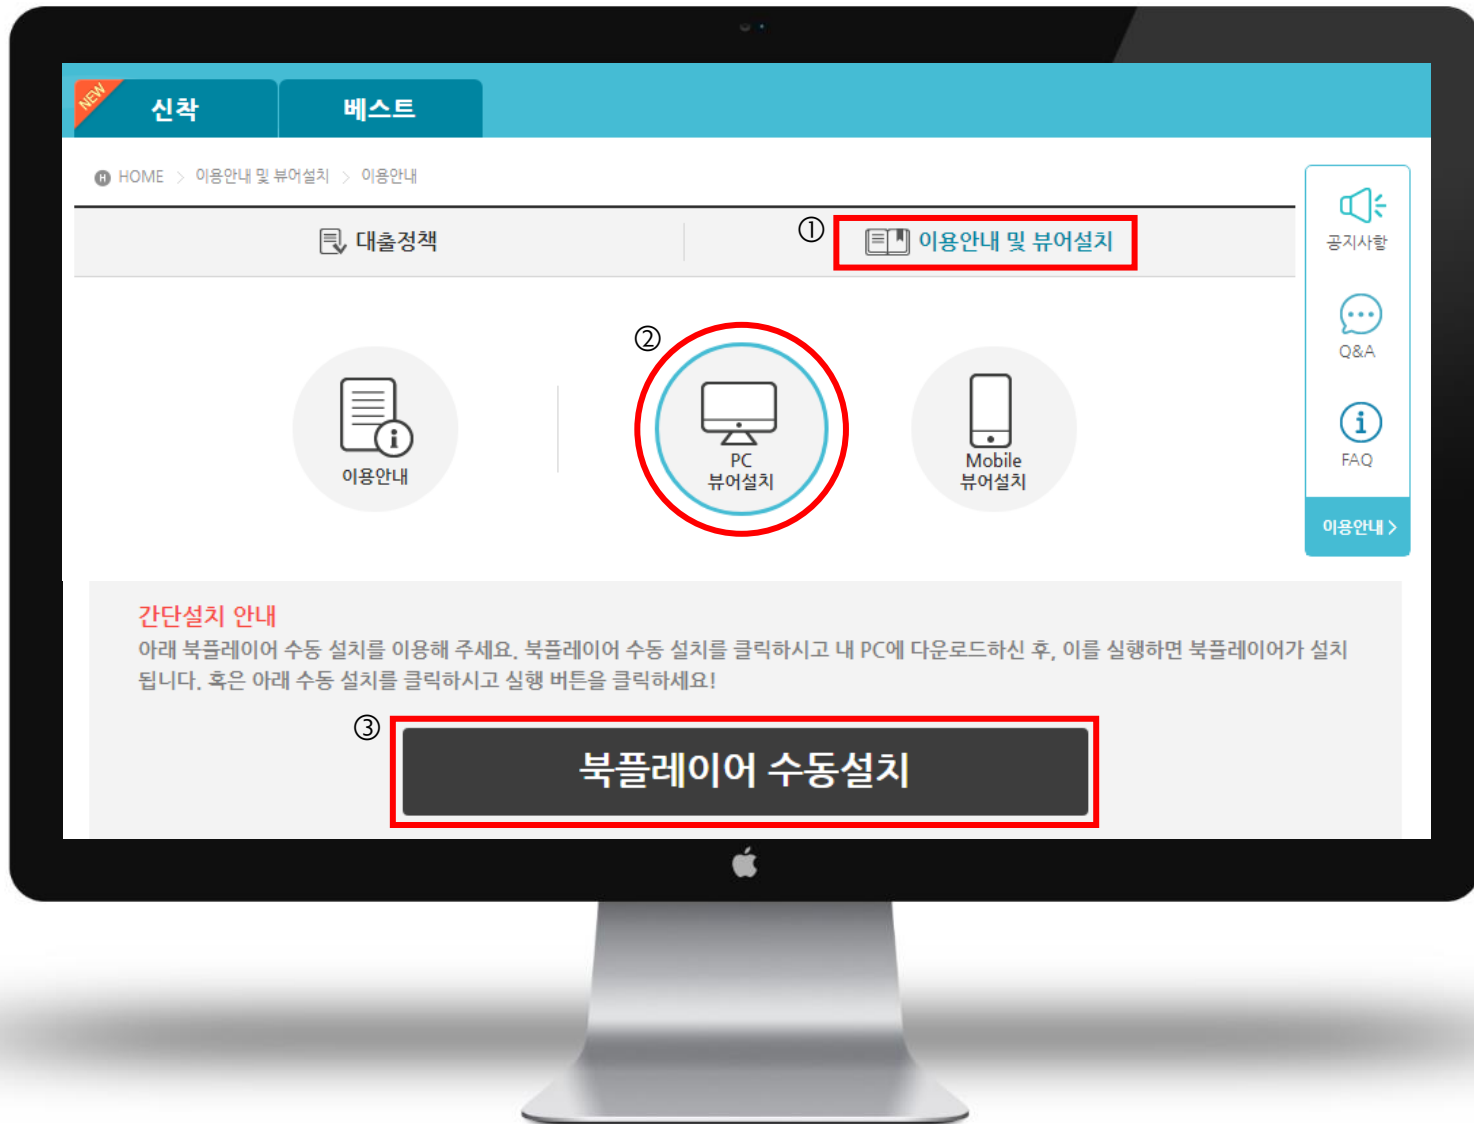 NEW
신착
베스트
H HOME > 이용안내 및 뷰어설치 > 이용안내
대출정책
① 이용안내 및 뷰어설치
공지사항
Q&A
FAQ
이용안내 >
이용안내
②
PC
뷰어설치
Mobile
뷰어설치
간단설치 안내
아래 북플레이어 수동 설치를 이용해 주세요. 북플레이어 수동 설치를 클릭하시고 내 PC에 다운로드하신 후, 이를 실행하면 북플레이어가 설치
됩니다. 혹은 아래 수동 설치를 클릭하시고 실행 버튼을 클릭하세요!
③
북플레이어 수동설치